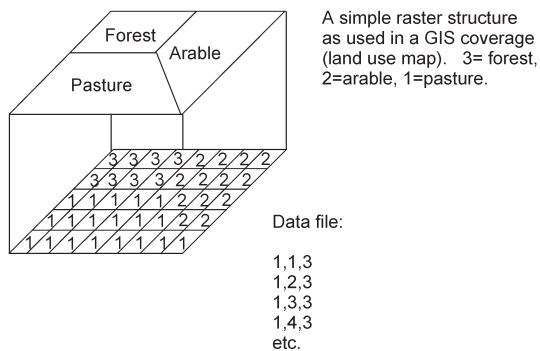 Forest
Arable
Pasture
A simple raster structure
as used in a GIS coverage
(land use map).   3= forest,
2=arable, 1=pasture.
3 3 3 3 2 2 2 2
3 3 3 3 2 2 2 2
1 1 1 1 1 2 2 2
1 1 1 1 1 1 2 2
1 1 1 1 1 1 1 1
Data file:
1,1,3
1,2,3
1,3,3
1,4,3
etc.